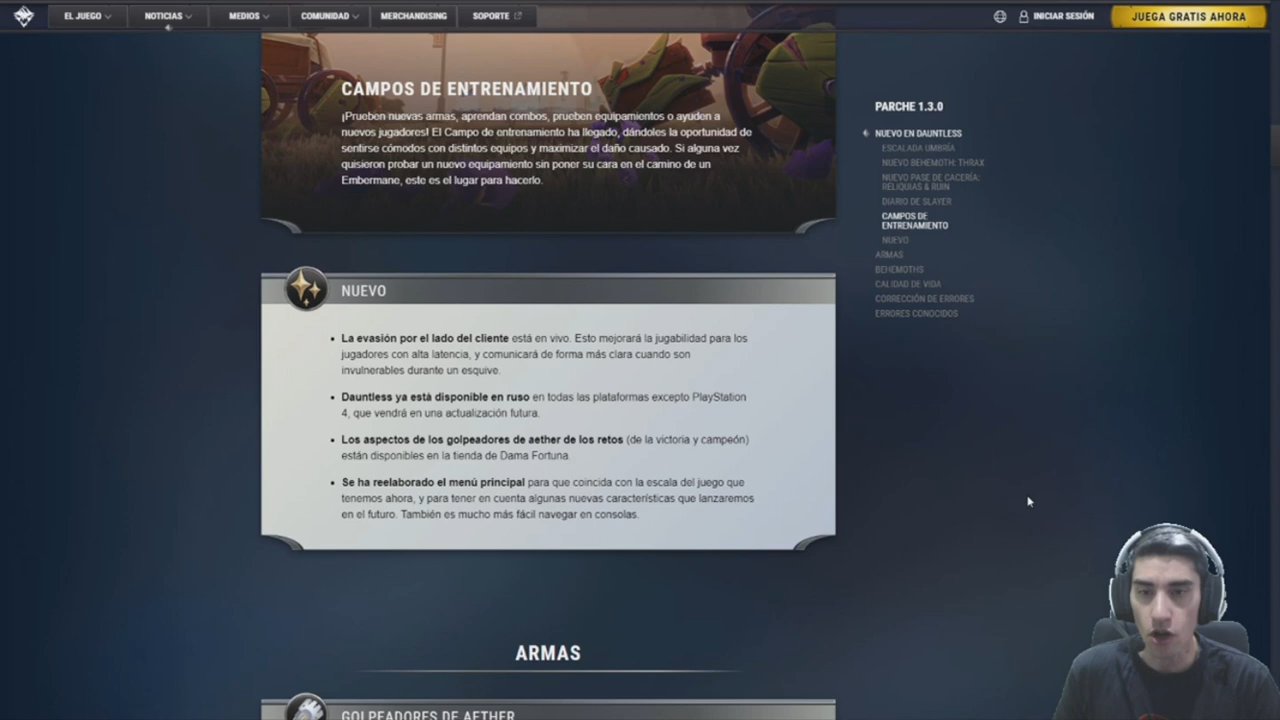 EL JUEGO
NOTICIAS
MEDIOS
COMUNIDAD
MERCHANDISING
SOPORTE
INICIAR SESIÓN
JUEGA GRATIS AHORA
CAMPOS DE ENTRENAMIENTO
¡Prueben nuevas armas, aprendan combos, prueben equipamientos o ayuden a
nuevos jugadores! El Campo de entrenamiento ha llegado, dándoles la oportunidad de
sentirse cómodos con distintos equipos y maximizar el daño causado. Si alguna vez
quisieron probar un nuevo equipamiento sin poner su cara en el camino de un
Embermane, este es el lugar para hacerlo.
NUEVO
• La evasión por el lado del cliente está en vivo. Esto mejorará la jugabilidad para los
jugadores con alta latencia, y comunicará de forma más clara cuando son
invulnerables durante un esquive.
• Dauntless ya está disponible en ruso en todas las plataformas excepto PlayStation
4, que vendrá en una actualización futura.
• Los aspectos de los golpeadores de aether de los retos (de la victoria y campeón)
están disponibles en la tienda de Dama Fortuna.
• Se ha reelaborado el menú principal para que coincida con la escala del juego que
tenemos ahora, y para tener en cuenta algunas nuevas características que lanzaremos
en el futuro. También es mucho más fácil navegar en consolas.
ARMAS
GOLPEADORES DE AETHER
PARCHE 1.3.0
NUEVO EN DAUNTLESS
ESCALADA UMBRÍA
NUEVO BEHEMOTH: THRAX
NUEVO PASE DE CACERÍA:
RELIQUIAS & RUIN
DIARIO DE SLAYER
CAMPOS DE
ENTRENAMIENTO
NUEVO
ARMAS
BEHEMOTHS
CALIDAD DE VIDA
CORRECCIÓN DE ERRORES
ERRORES CONOCIDOS